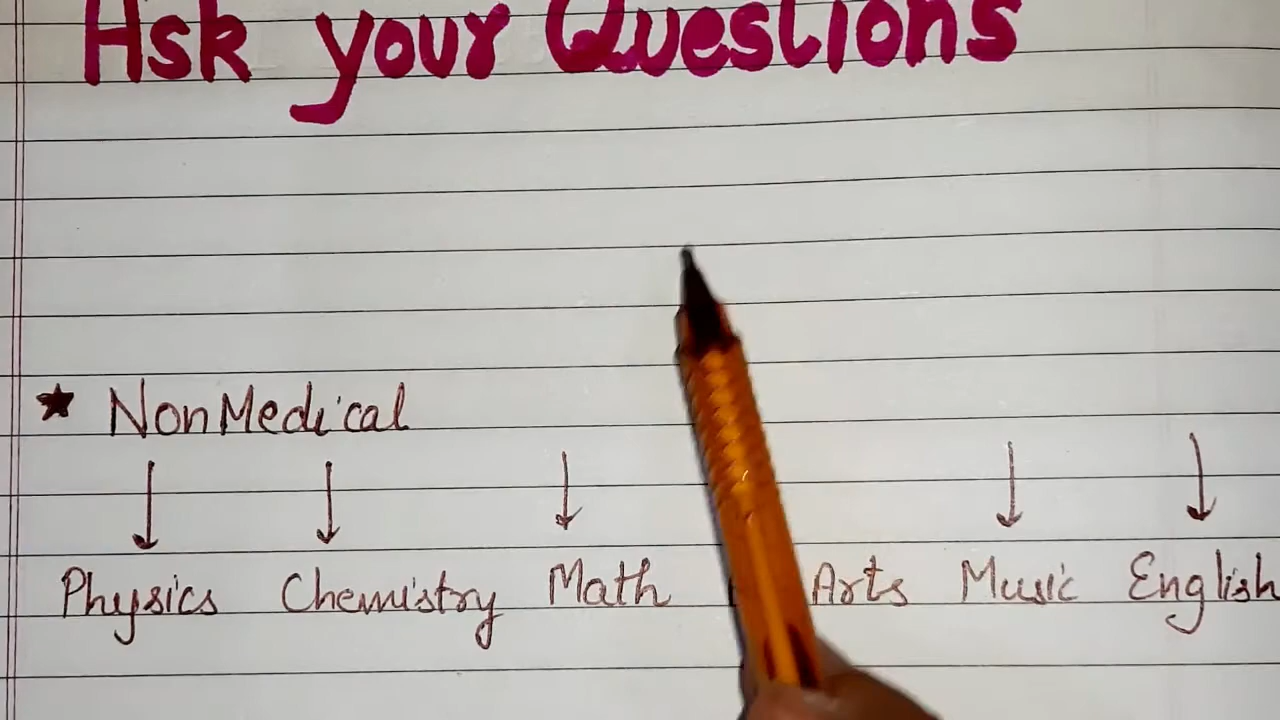 Ask your Questions
★ NonMedical
↓ ↓ ↓ ↓ ↓
Physics Chemistry Math Arts Music English